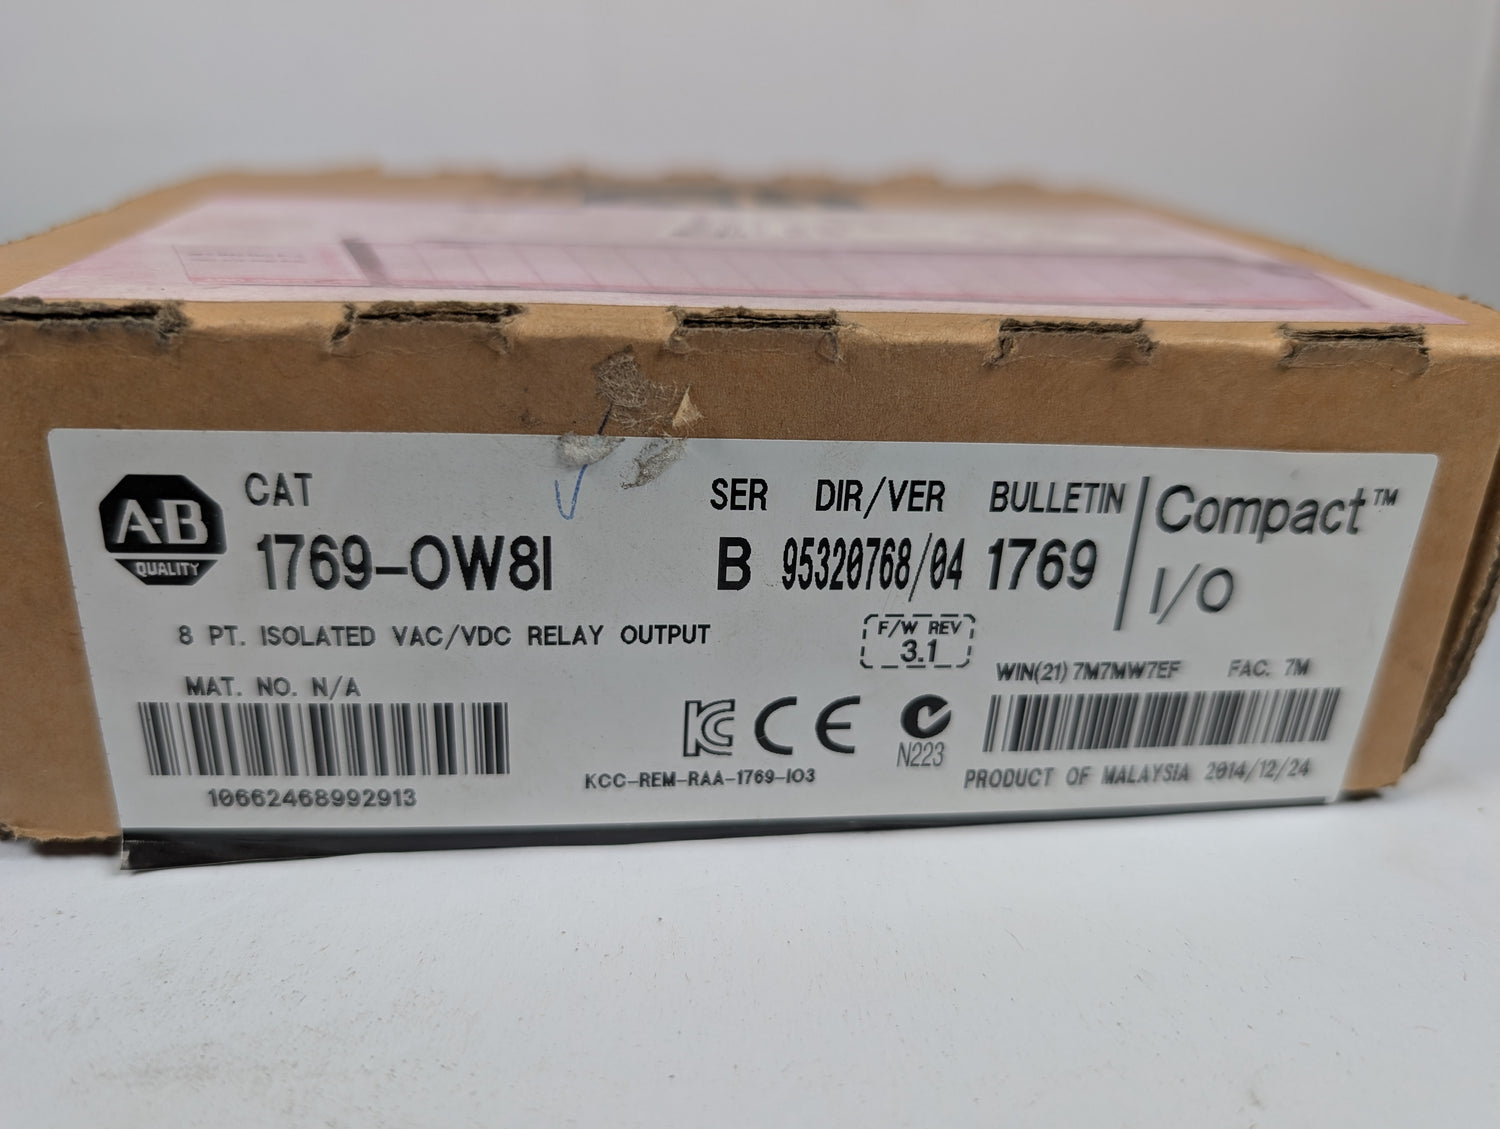 A-B
QUALITY
CAT
1769-OW8I
SER DIR/VER BULLETIN
B 95320768/04 1769
Compact™
I/O
8 PT. ISOLATED VAC/VDC RELAY OUTPUT
F/W REV
3.1
MAT. NO. N/A
WIN(21) 7M7MW7EF FAC. 7M
10662468992913
KCC-REM-RAA-1769-IO3
KC CE
N223
PRODUCT OF MALAYSIA 2014/12/24